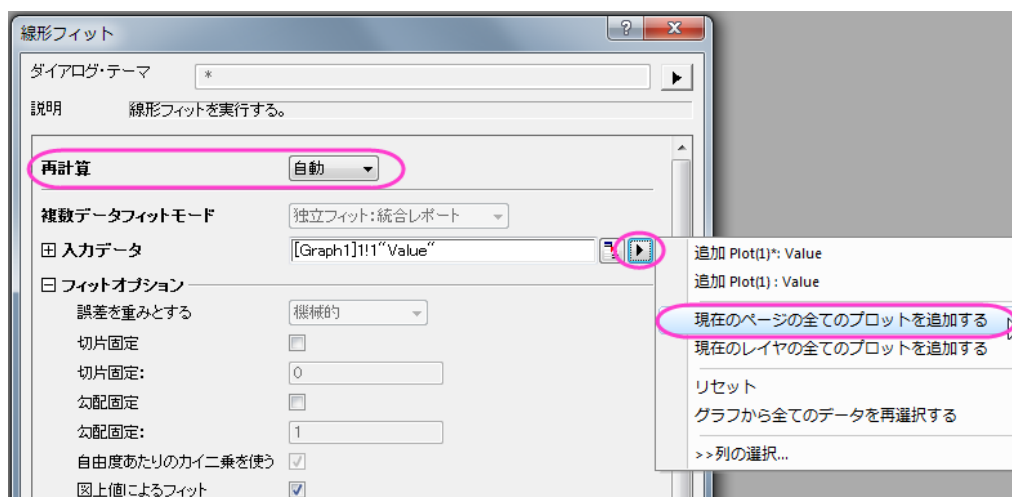 線形フィット
ダイアログ・テーマ *
説明 線形フィットを実行する。
再計算 自動
複数データフィットモード 独立フィット:統合レポート
入力データ [Graph1]1!1"Value"
フィットオプション
誤差を重みとする 機械的
切片固定
切片固定: 0
勾配固定
勾配固定: 1
自由度あたりのカイ二乗を使う
図上値によるフィット
追加 Plot(1)*: Value
追加 Plot(1) : Value
現在のページの全てのプロットを追加する
現在のレイヤの全てのプロットを追加する
リセット
グラフから全てのデータを再選択する
>>列の選択...